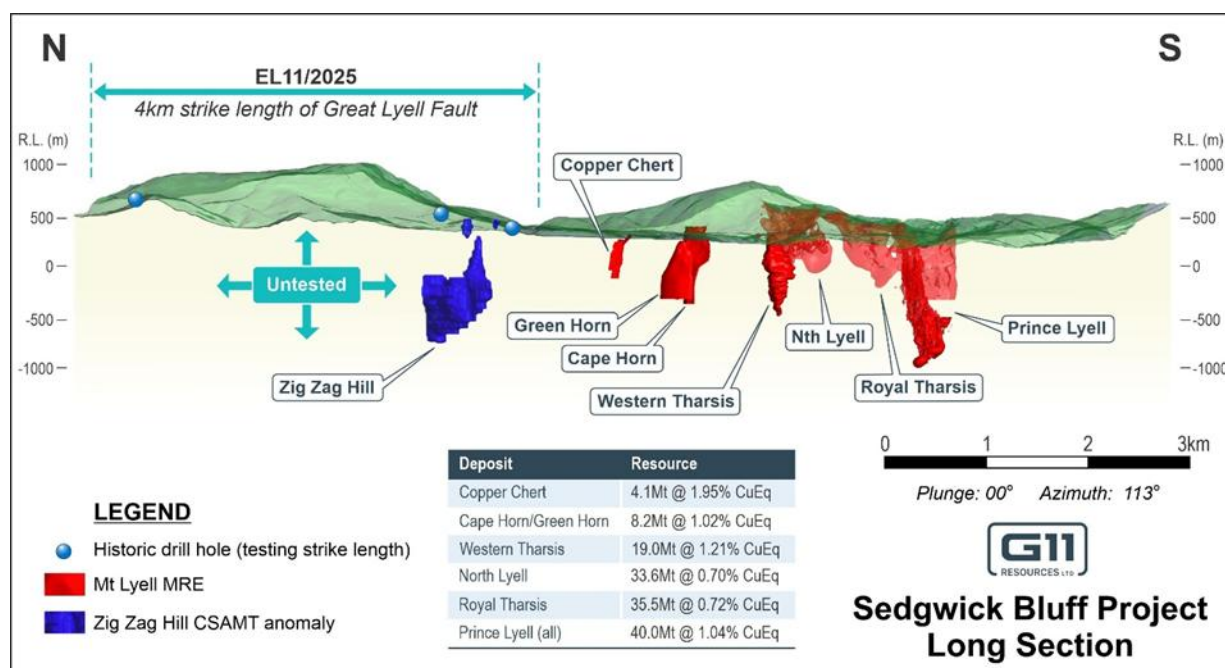 N
S
EL11/2025
4km strike length of Great Lyell Fault
R.L. (m)
1000
500
0
-500
-1000
R.L. (m)
1000
500
0
-500
-1000
Untested
Zig Zag Hill
Copper Chert
Green Horn
Cape Horn
Western Tharsis
Nth Lyell
Royal Tharsis
Prince Lyell
0 1 2 3km
Plunge: 00° Azimuth: 113°
Deposit Resource
Copper Chert 4.1Mt @ 1.95% CuEq
Cape Horn/Green Horn 8.2Mt @ 1.02% CuEq
Western Tharsis 19.0Mt @ 1.21% CuEq
North Lyell 33.6Mt @ 0.70% CuEq
Royal Tharsis 35.5Mt @ 0.72% CuEq
Prince Lyell (all) 40.0Mt @ 1.04% CuEq
LEGEND
Historic drill hole (testing strike length)
Mt Lyell MRE
Zig Zag Hill CSAMT anomaly
G11
RESOURCES LTD
Sedgwick Bluff Project
Long Section